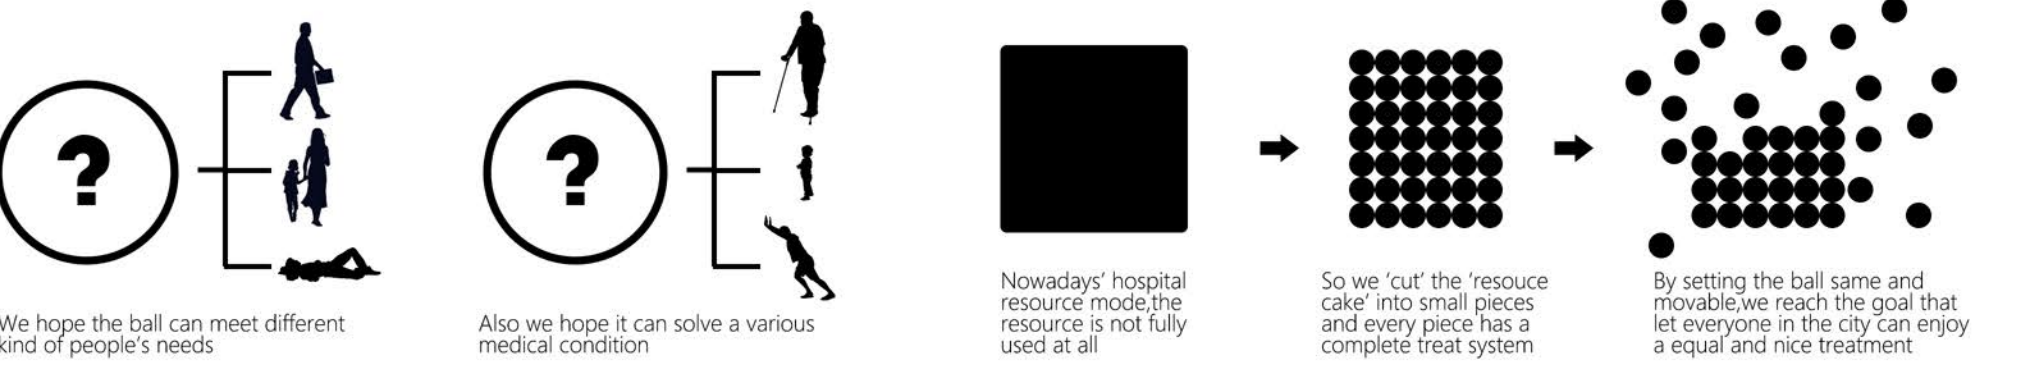 ?
We hope the ball can meet different
kind of people's needs
?
Also we hope it can solve a various
medical condition
Nowadays' hospital
resource mode,the
resource is not fully
used at all
So we 'cut' the 'resouce
cake' into small pieces
and every piece has a
complete treat system
By setting the ball same and
movable,we reach the goal that
let everyone in the city can enjoy
a equal and nice treatment